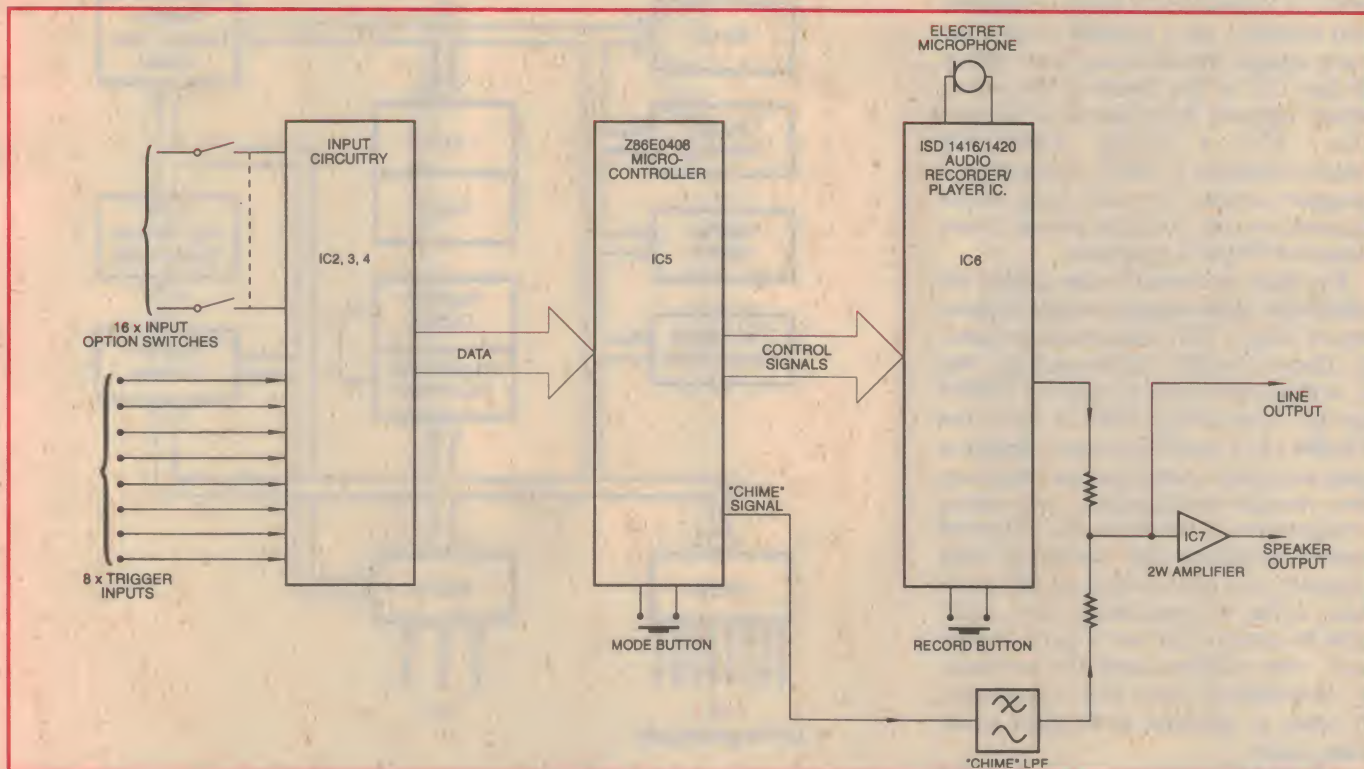 ELECTRET
MICROPHONE
INPUT
CIRCUITRY
IC2, 3, 4
16 x INPUT
OPTION SWITCHES
8 x TRIGGER
INPUTS
DATA
Z86E0408
MICRO-
CONTROLLER
IC5
MODE BUTTON
CONTROL
SIGNALS
"CHIME"
SIGNAL
ISD 1416/1420
AUDIO
RECORDER/
PLAYER IC.
IC6
RECORD BUTTON
LINE
OUTPUT
IC7
2W AMPLIFIER
SPEAKER
OUTPUT
"CHIME" LPF